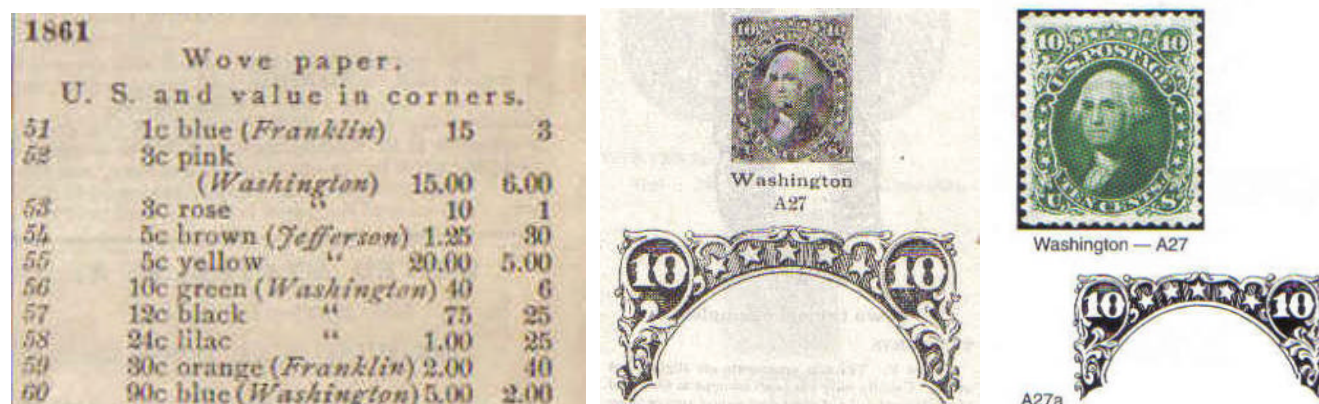 1861
Wove paper.
U. S. and value in corners.
51 1c blue (Franklin) 15 3
52 3c pink
(Washington) 15.00 6.00
53 3c rose " 10 1
54 5c brown (Jefferson) 1.25 30
55 5c yellow " 20.00 5.00
56 10c green (Washington) 40 6
57 12c black " 75 25
58 24c lilac " 1.00 25
59 30c orange (Franklin) 2.00 40
60 90c blue (Washington) 5.00 2.00
10 10
Washington
A27
10 10
10 10
U.S. POSTAGE
U TEN CENTS S
Washington — A27
10 10
A27a